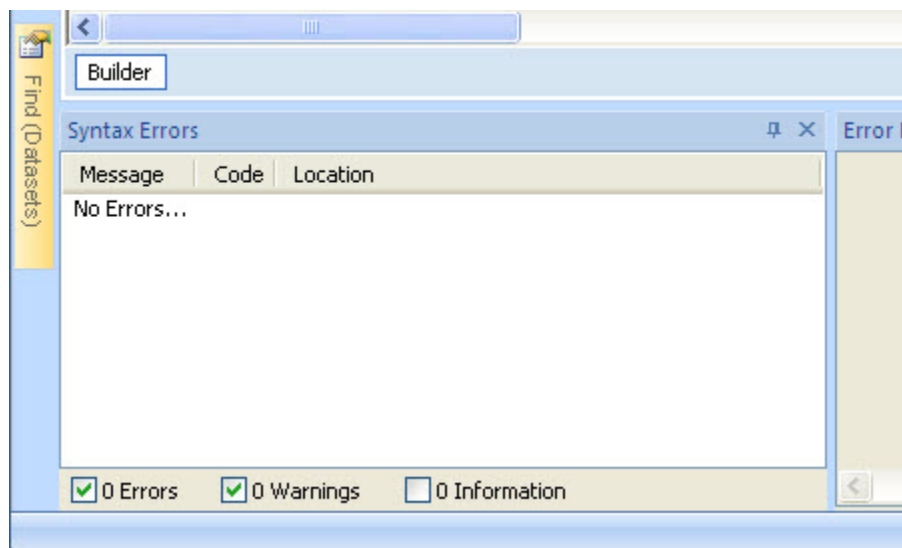 Find (Datasets)
Builder
Syntax Errors
Error
Message Code Location
No Errors...
0 Errors 0 Warnings 0 Information